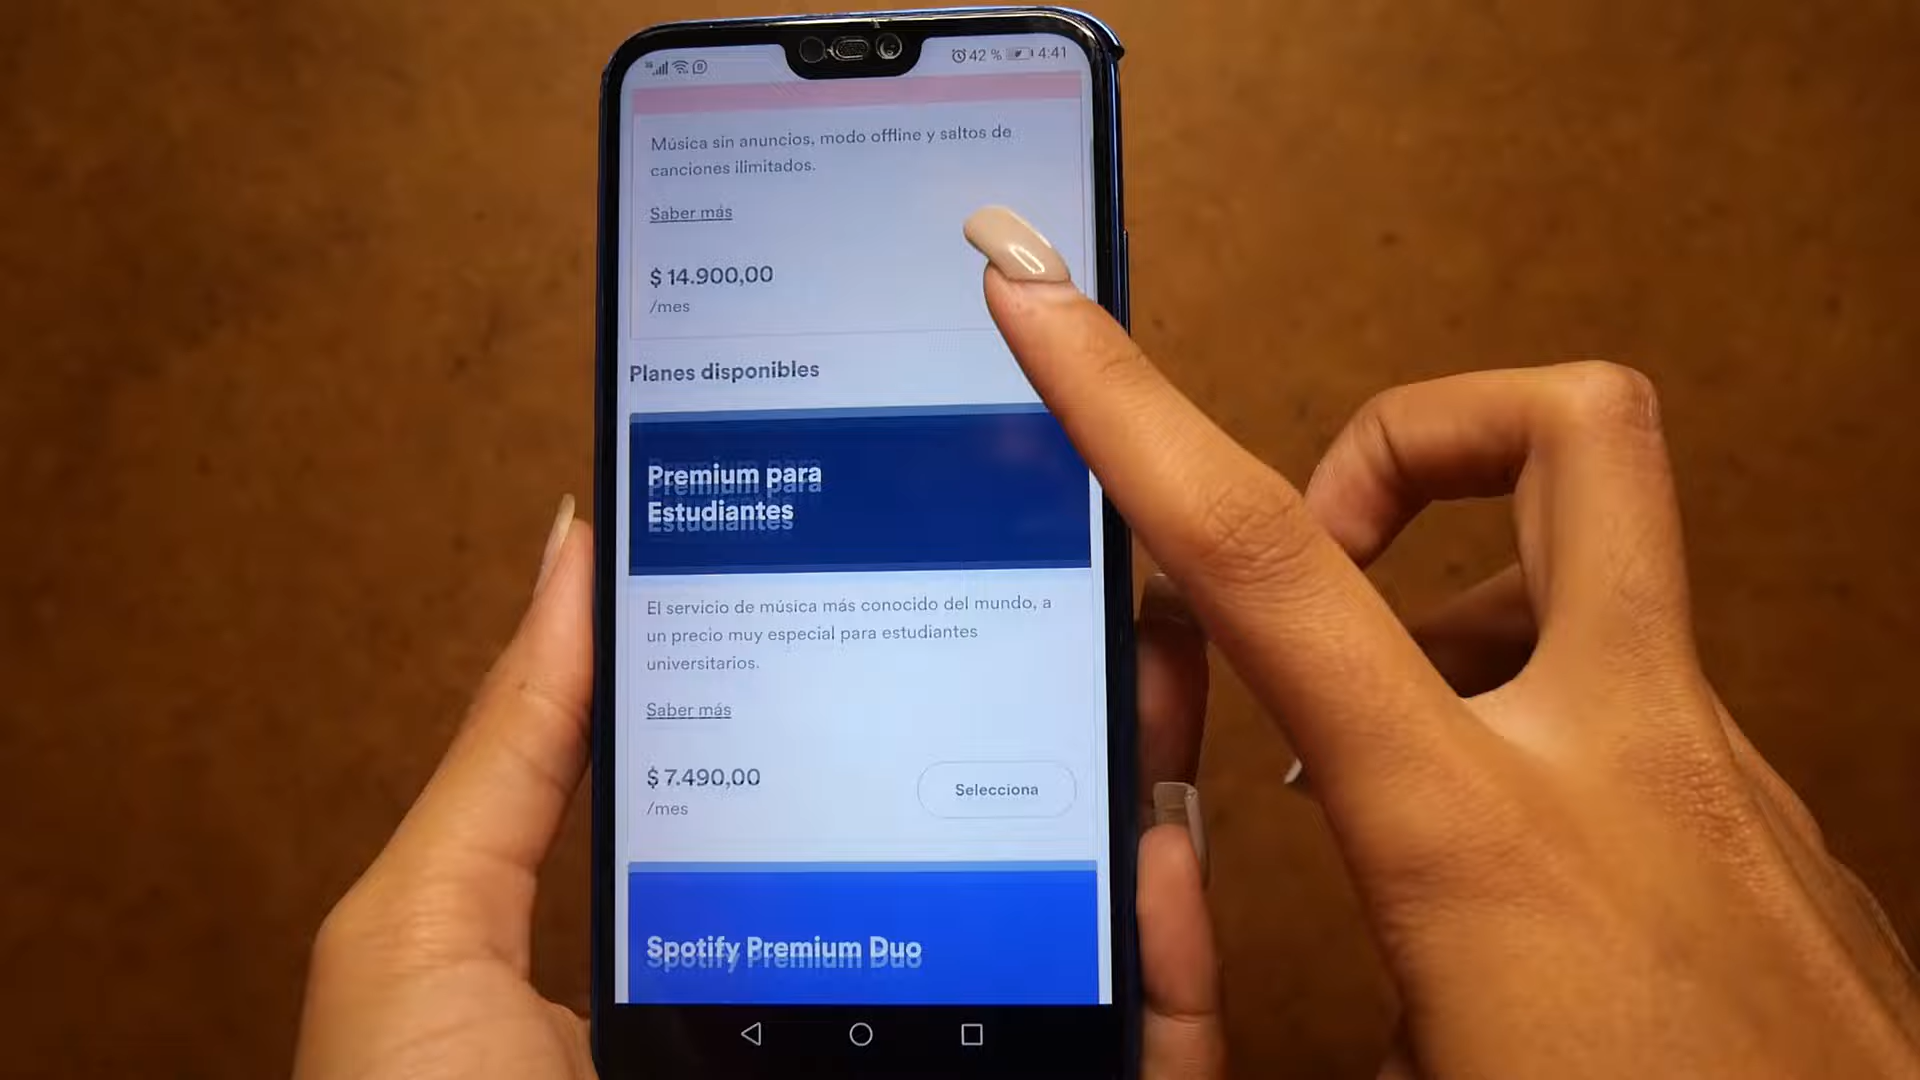 42 % 4:41
Música sin anuncios, modo offline y saltos de
canciones ilimitados.
Saber más
$ 14.900,00
/mes
Planes disponibles
Premium para
Estudiantes
El servicio de música más conocido del mundo, a
un precio muy especial para estudiantes
universitarios.
Saber más
$ 7.490,00
/mes
Selecciona
Spotify Premium Duo